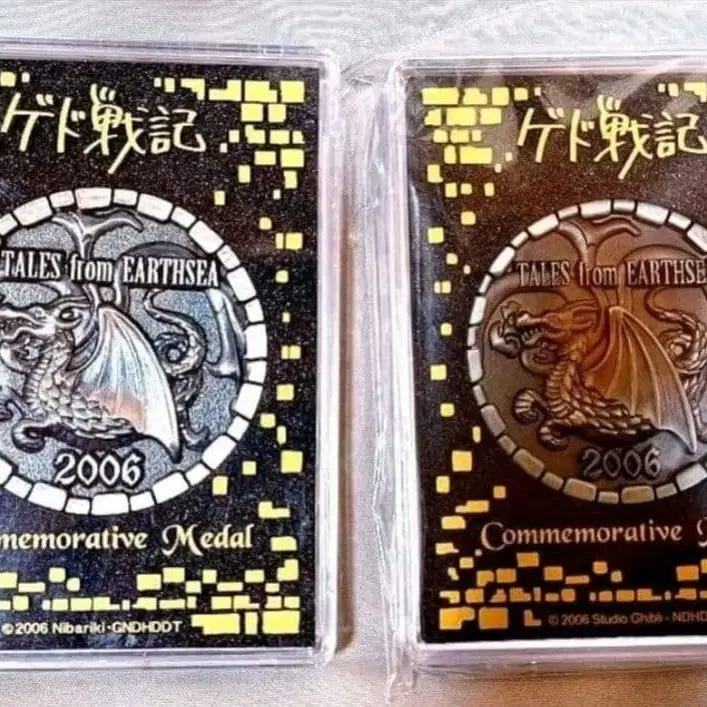 ゲド戦記
TALES from EARTHSEA
2006
memorative Medal
©2006 Nibariki·GNDHDDT
ゲド戦記
TALES from EARTHSE
2006
Commemorative
© 2006 Studio Ghibli - NDHD